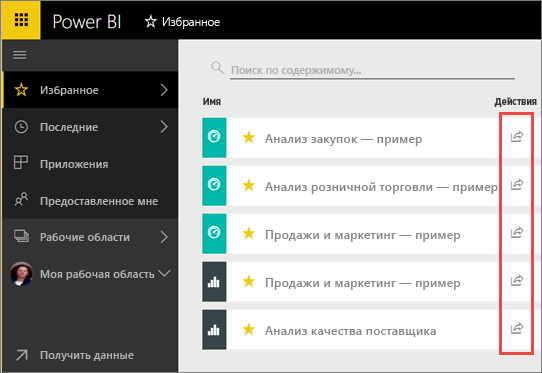 Power BI
Избранное
Избранное
Последние
Приложения
Предоставленное мне
Рабочие области
Моя рабочая область
Получить данные
Поиск по содержимому...
Имя
Действия
Анализ закупок — пример
Анализ розничной торговли — пример
Продажи и маркетинг — пример
Продажи и маркетинг — пример
Анализ качества поставщика